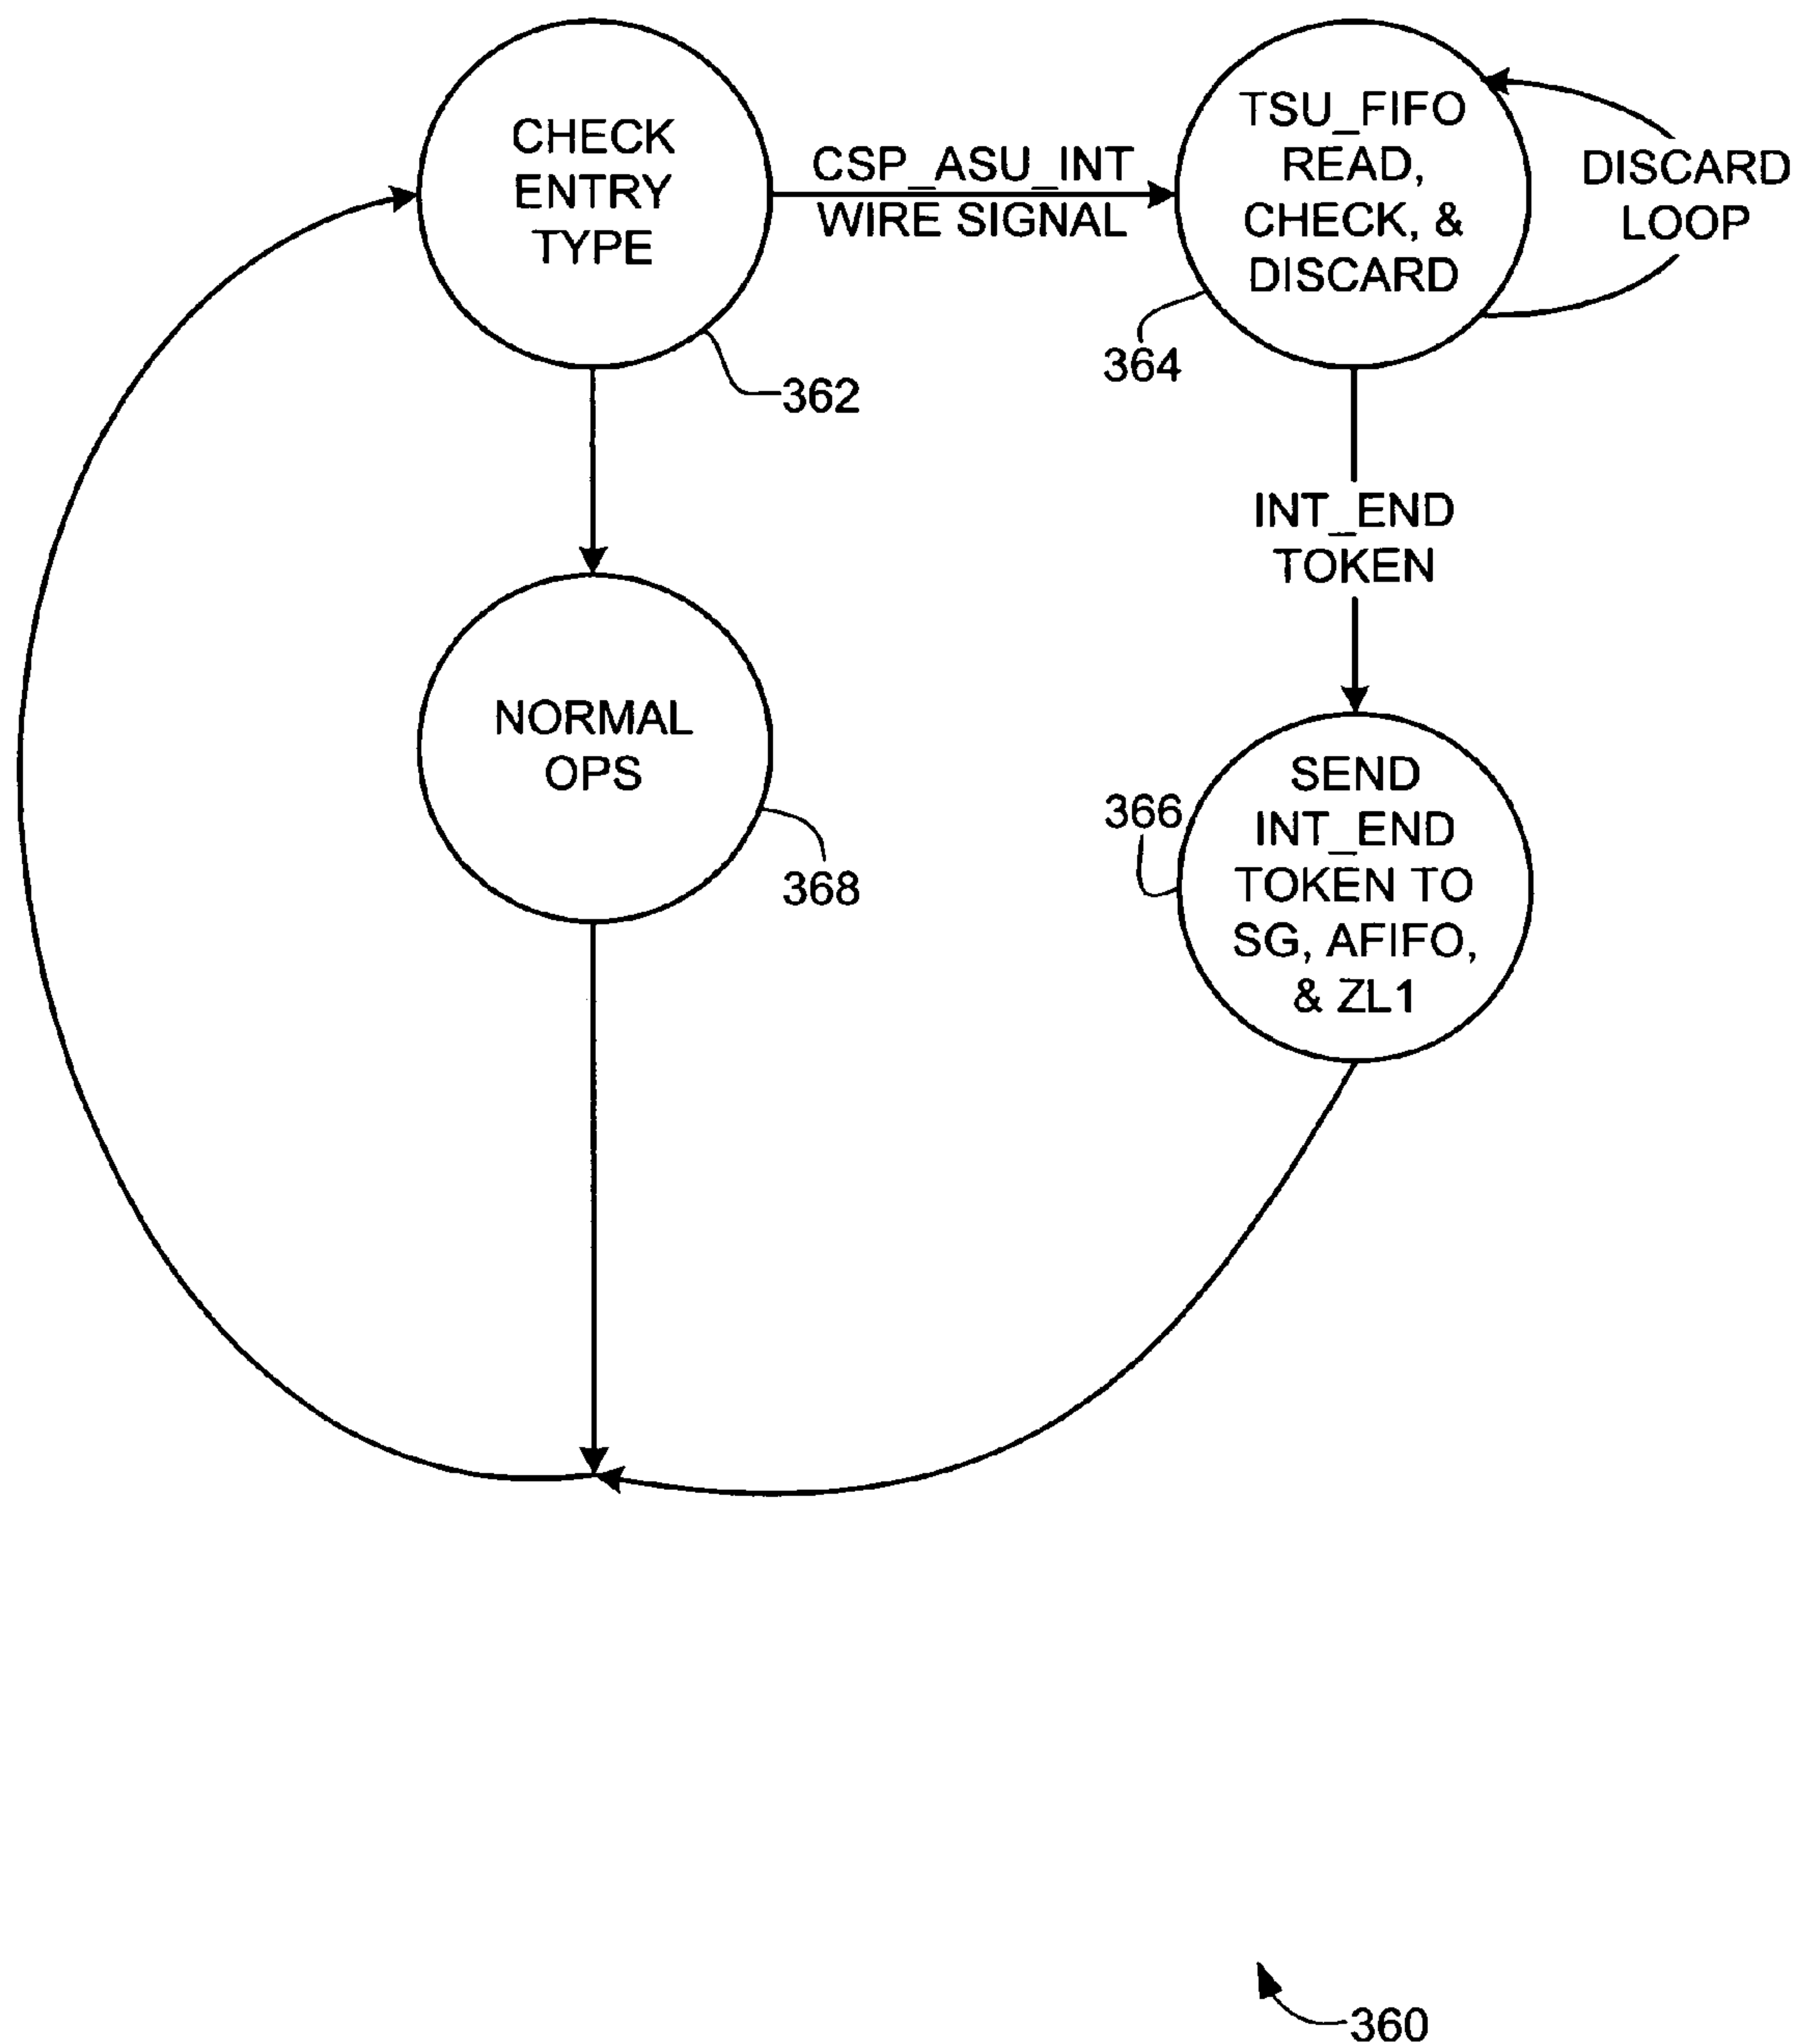 CHECK
ENTRY
TYPE
362
CSP_ASU_INT
WIRE SIGNAL
TSU_FIFO
READ,
CHECK, &
DISCARD
364
DISCARD
LOOP
INT_END
TOKEN
NORMAL
OPS
368
SEND
INT_END
TOKEN TO
SG, AFIFO,
& ZL1
366
360